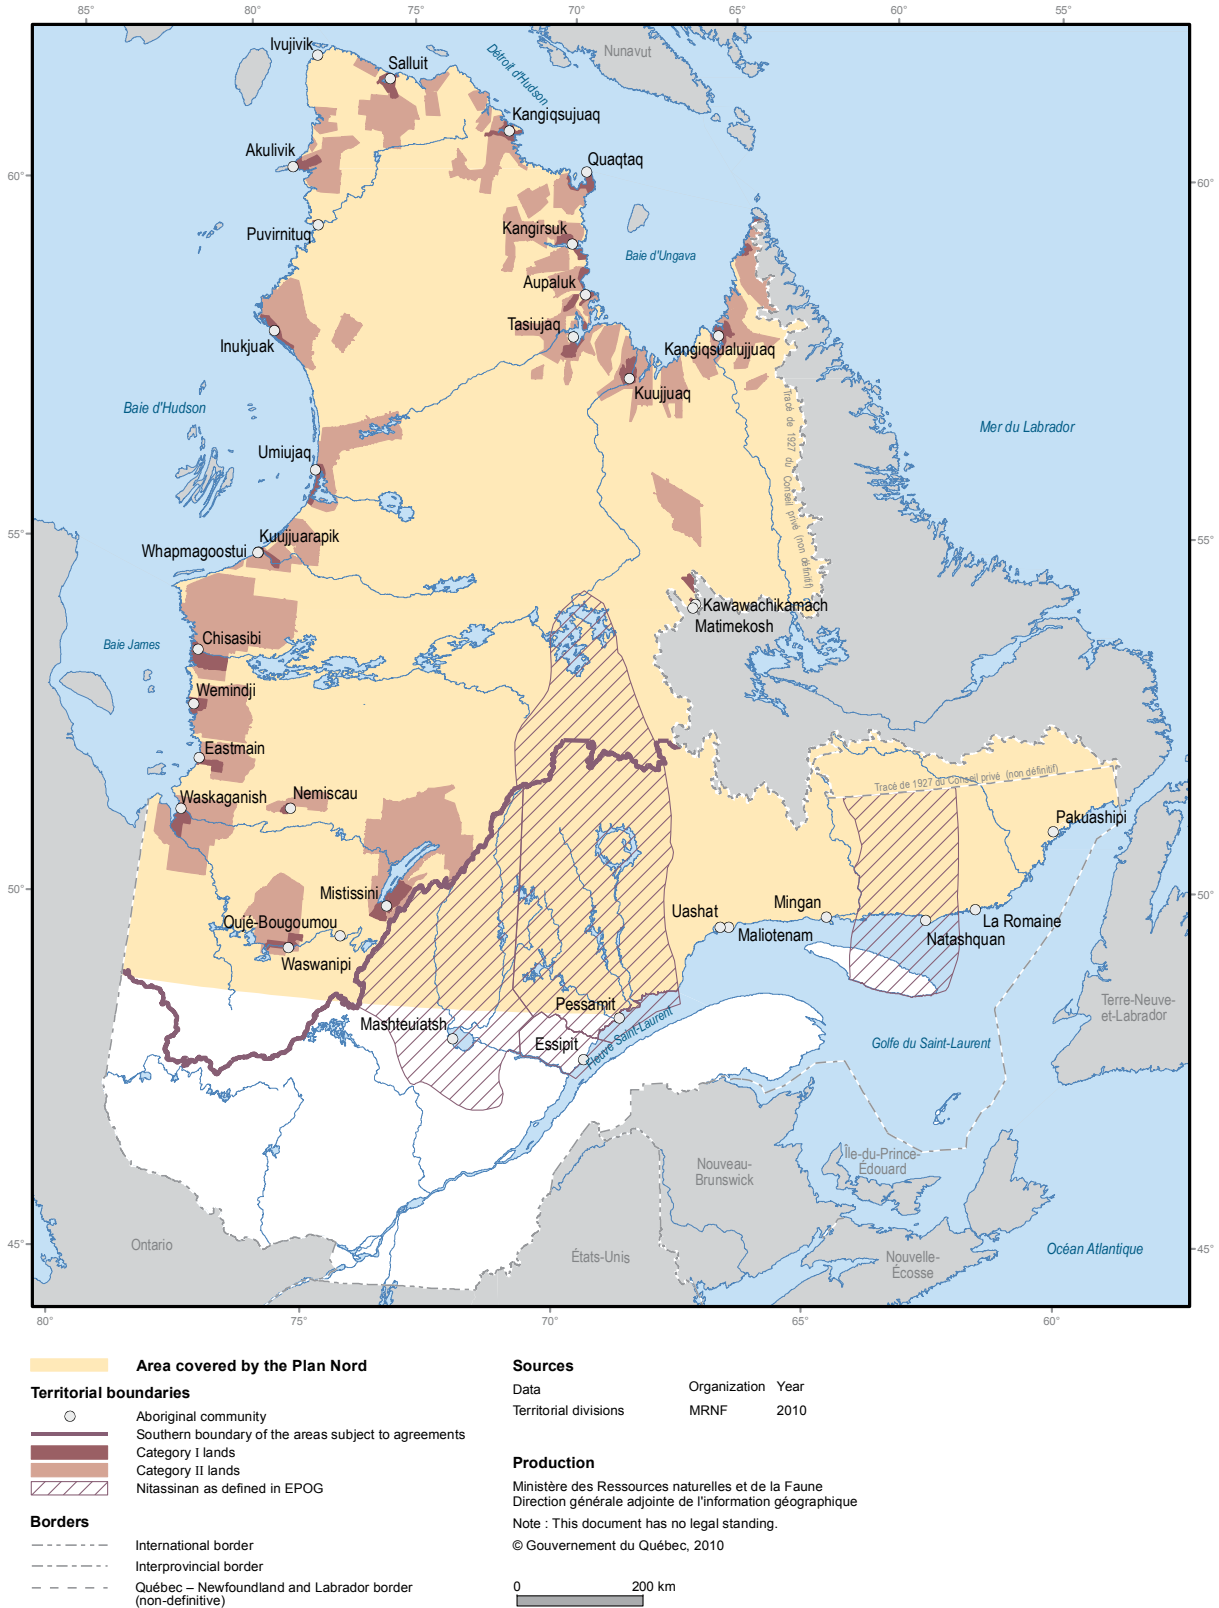 85°
80°
75°
70°
65°
60°
55°
Ivujivik
Salluit
Détroit d'Hudson
Nunavut
Kangiqsujuaq
Akulivik
Quaqtaq
60°
60°
Puvirnituq
Kangirsuk
Baie d'Ungava
Aupaluk
Tasiujaq
Inukjuak
Kangiqsualujjuaq
Kuujjuaq
Baie d'Hudson
Mer du Labrador
Tracé de 1927 du Conseil privé (non définitif)
Umiujaq
55°
55°
Kuujjuarapik
Whapmagoostui
Kawawachikamach
Matimekosh
Chisasibi
Baie James
Wemindji
Eastmain
Waskaganish
Nemiscau
Tracé de 1927 du Conseil privé (non définitif)
Pakuashipi
50°
50°
Mistissini
Oujé-Bougoumou
Waswanipi
Uashat
Maliotenam
Mingan
La Romaine
Natashquan
Pessamit
Mashteuiatsh
Essipit
Fleuve Saint-Laurent
Golfe du Saint-Laurent
Terre-Neuve-
et-Labrador
Île-du-Prince-
Édouard
Nouveau-
Brunswick
45°
45°
Ontario
États-Unis
Nouvelle-
Écosse
Océan Atlantique
80°
75°
70°
65°
60°
Area covered by the Plan Nord
Territorial boundaries
Aboriginal community
Southern boundary of the areas subject to agreements
Category I lands
Category II lands
Nitassinan as defined in EPOG
Borders
International border
Interprovincial border
Québec – Newfoundland and Labrador border
(non-definitive)
Sources
Data Organization Year
Territorial divisions MRNF 2010
Production
Ministère des Ressources naturelles et de la Faune
Direction générale adjointe de l'information géographique
Note : This document has no legal standing.
© Gouvernement du Québec, 2010
0 200 km